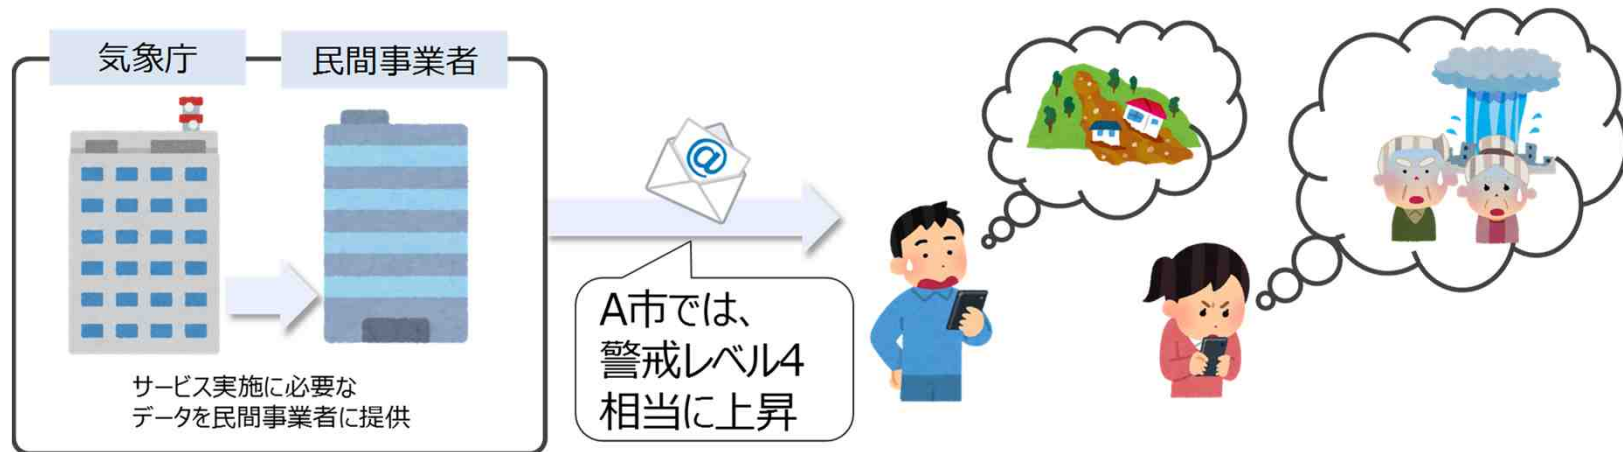 気象庁
民間事業者
サービス実施に必要な
データを民間事業者に提供
@
A市では、
警戒レベル4
相当に上昇